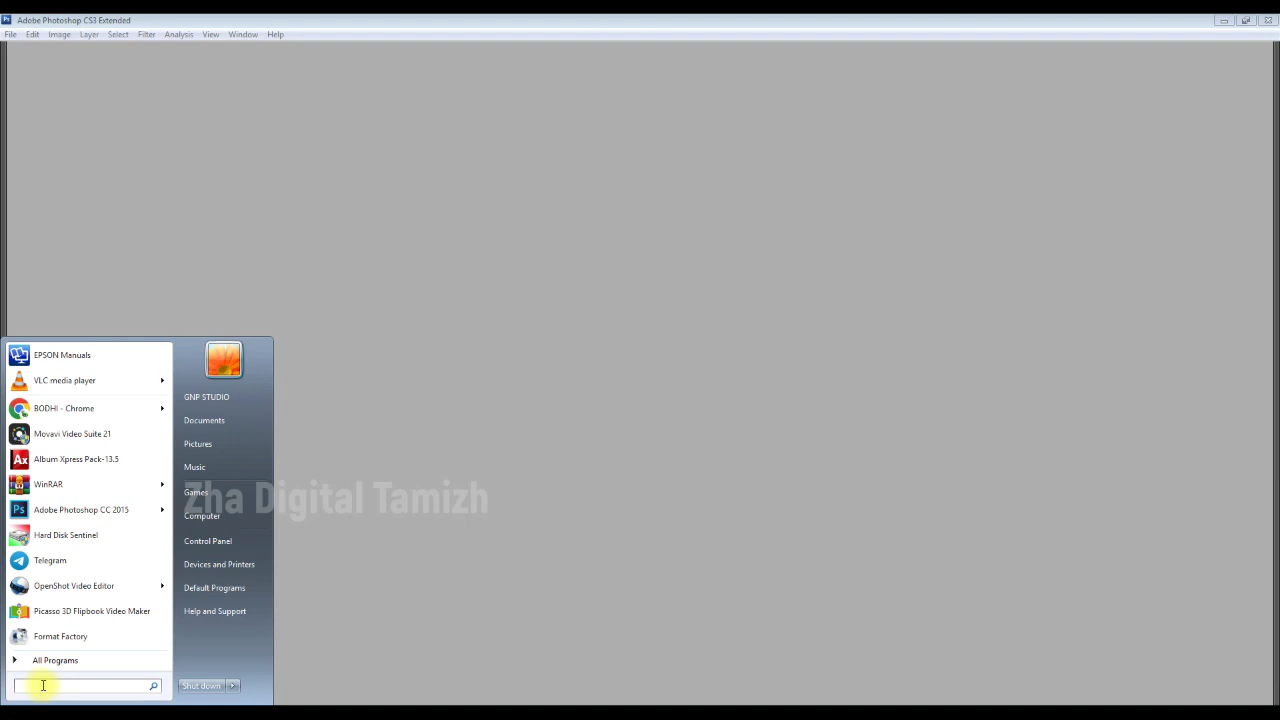 Ps Adobe Photoshop CS3 Extended
File Edit Image Layer Select Filter Analysis View Window Help
EPSON Manuals
VLC media player
BODHI - Chrome
Movavi Video Suite 21
Ax Album Xpress Pack-13.5
WinRAR
Ps Adobe Photoshop CC 2015
Hard Disk Sentinel
Telegram
OpenShot Video Editor
Picasso 3D Flipbook Video Maker
Format Factory
All Programs
GNP STUDIO
Documents
Pictures
Music
Games
Zha Digital Tamizh
Computer
Control Panel
Devices and Printers
Default Programs
Help and Support
Shut down